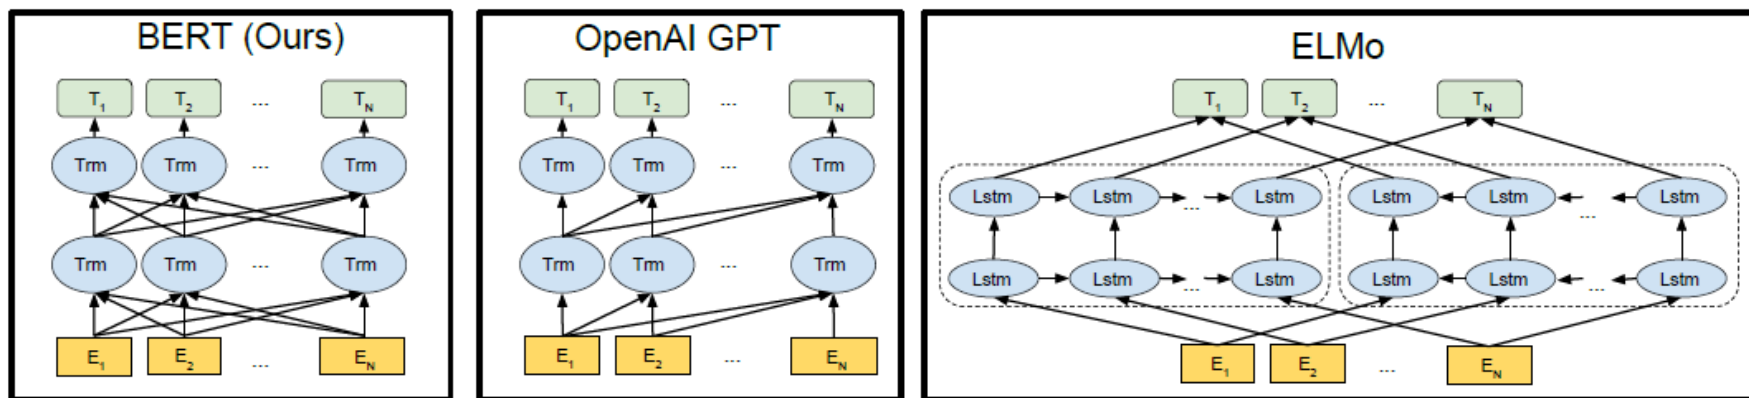 BERT (Ours)
T1 T2 ... TN
Trm Trm ... Trm
Trm Trm ... Trm
E1 E2 ... EN
OpenAI GPT
T1 T2 ... TN
Trm Trm ... Trm
Trm Trm ... Trm
E1 E2 ... EN
ELMo
T1 T2 ... TN
Lstm Lstm ... Lstm Lstm Lstm ... Lstm
Lstm Lstm ... Lstm Lstm Lstm ... Lstm
E1 E2 ... EN